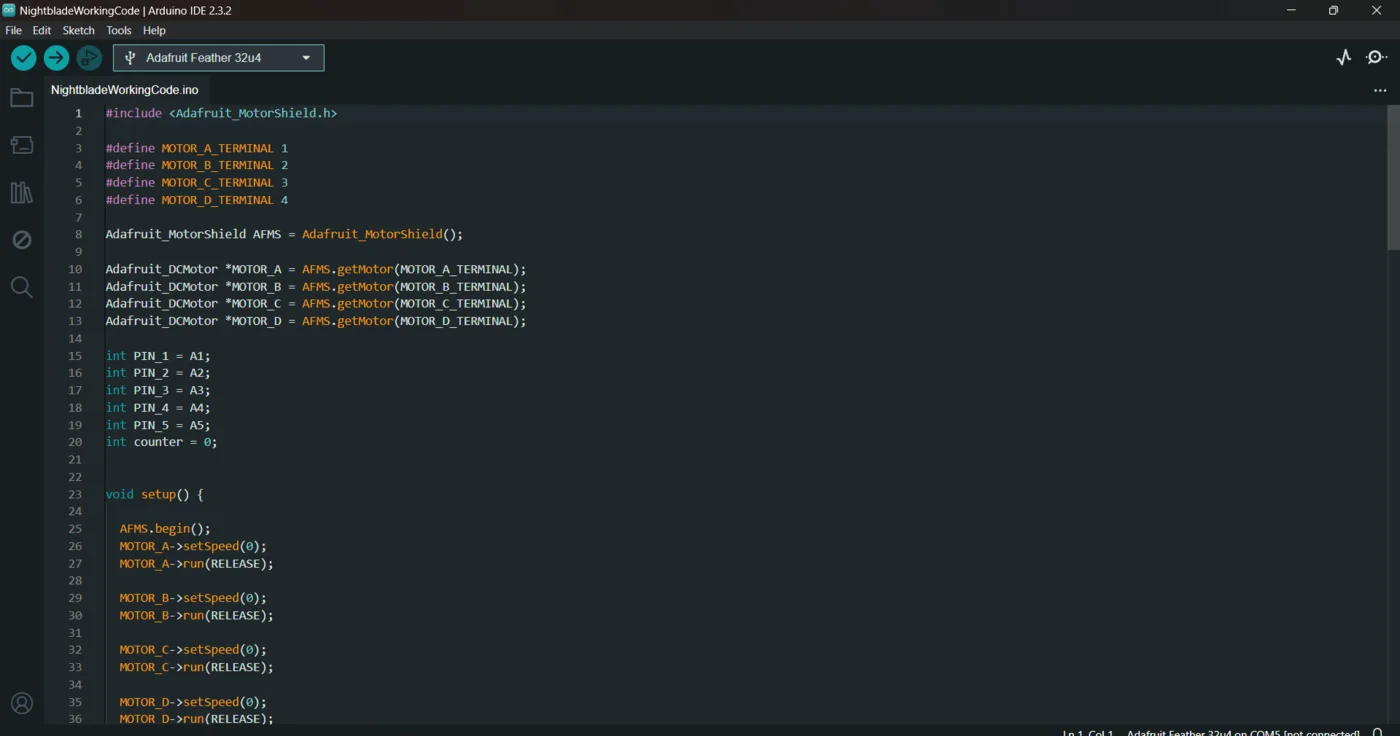 NightbladeWorkingCode | Arduino IDE 2.3.2
File Edit Sketch Tools Help
Adafruit Feather 32u4
NightbladeWorkingCode.ino
1 #include <Adafruit_MotorShield.h>
2
3 #define MOTOR_A_TERMINAL 1
4 #define MOTOR_B_TERMINAL 2
5 #define MOTOR_C_TERMINAL 3
6 #define MOTOR_D_TERMINAL 4
7
8 Adafruit_MotorShield AFMS = Adafruit_MotorShield();
9
10 Adafruit_DCMotor *MOTOR_A = AFMS.getMotor(MOTOR_A_TERMINAL);
11 Adafruit_DCMotor *MOTOR_B = AFMS.getMotor(MOTOR_B_TERMINAL);
12 Adafruit_DCMotor *MOTOR_C = AFMS.getMotor(MOTOR_C_TERMINAL);
13 Adafruit_DCMotor *MOTOR_D = AFMS.getMotor(MOTOR_D_TERMINAL);
14
15 int PIN_1 = A1;
16 int PIN_2 = A2;
17 int PIN_3 = A3;
18 int PIN_4 = A4;
19 int PIN_5 = A5;
20 int counter = 0;
21
22
23 void setup() {
24
25 AFMS.begin();
26 MOTOR_A->setSpeed(0);
27 MOTOR_A->run(RELEASE);
28
29 MOTOR_B->setSpeed(0);
30 MOTOR_B->run(RELEASE);
31
32 MOTOR_C->setSpeed(0);
33 MOTOR_C->run(RELEASE);
34
35 MOTOR_D->setSpeed(0);
36 MOTOR_D->run(RELEASE);
Ln 1, Col 1 Adafruit Feather 32u4 on COM5 [not connected]